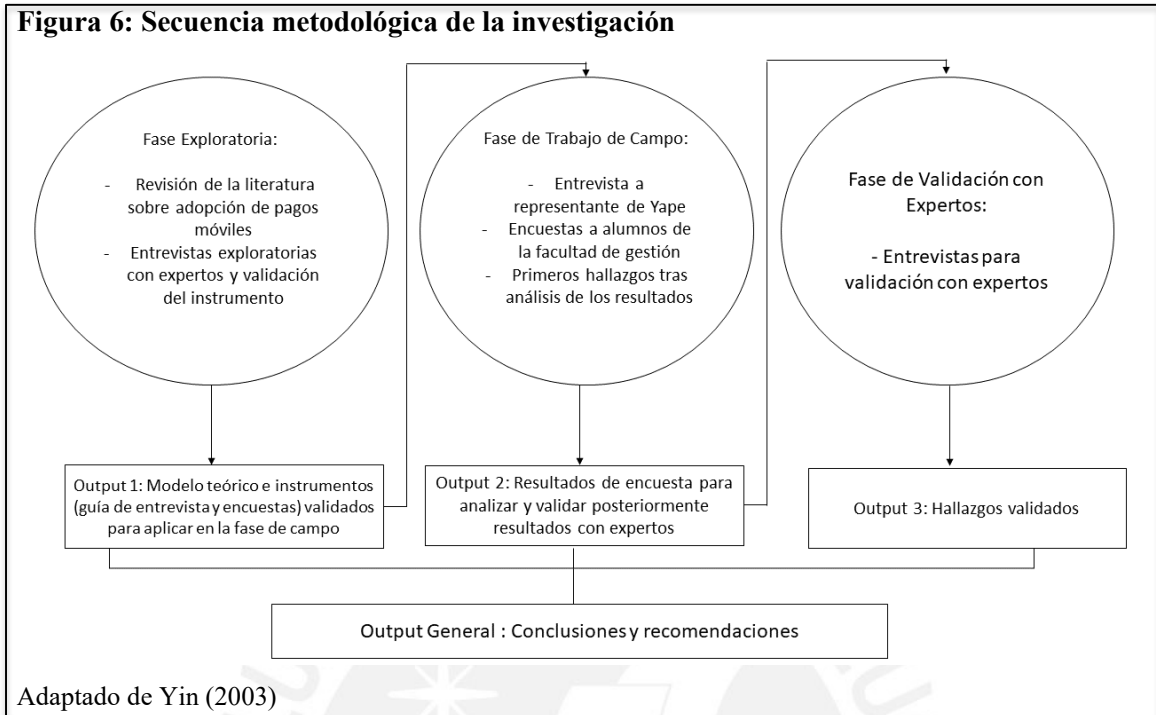 Figura 6: Secuencia metodológica de la investigación
Fase Exploratoria:
- Revisión de la literatura
sobre adopción de pagos
móviles
- Entrevistas exploratorias
con expertos y validación
del instrumento
Fase de Trabajo de Campo:
- Entrevista a
representante de Yape
- Encuestas a alumnos de
la facultad de gestión
- Primeros hallazgos tras
análisis de los resultados
Fase de Validación con
Expertos:
- Entrevistas para
validación con expertos
Output 1: Modelo teórico e instrumentos
(guía de entrevista y encuestas) validados
para aplicar en la fase de campo
Output 2: Resultados de encuesta para
analizar y validar posteriormente
resultados con expertos
Output 3: Hallazgos validados
Output General : Conclusiones y recomendaciones
Adaptado de Yin (2003)